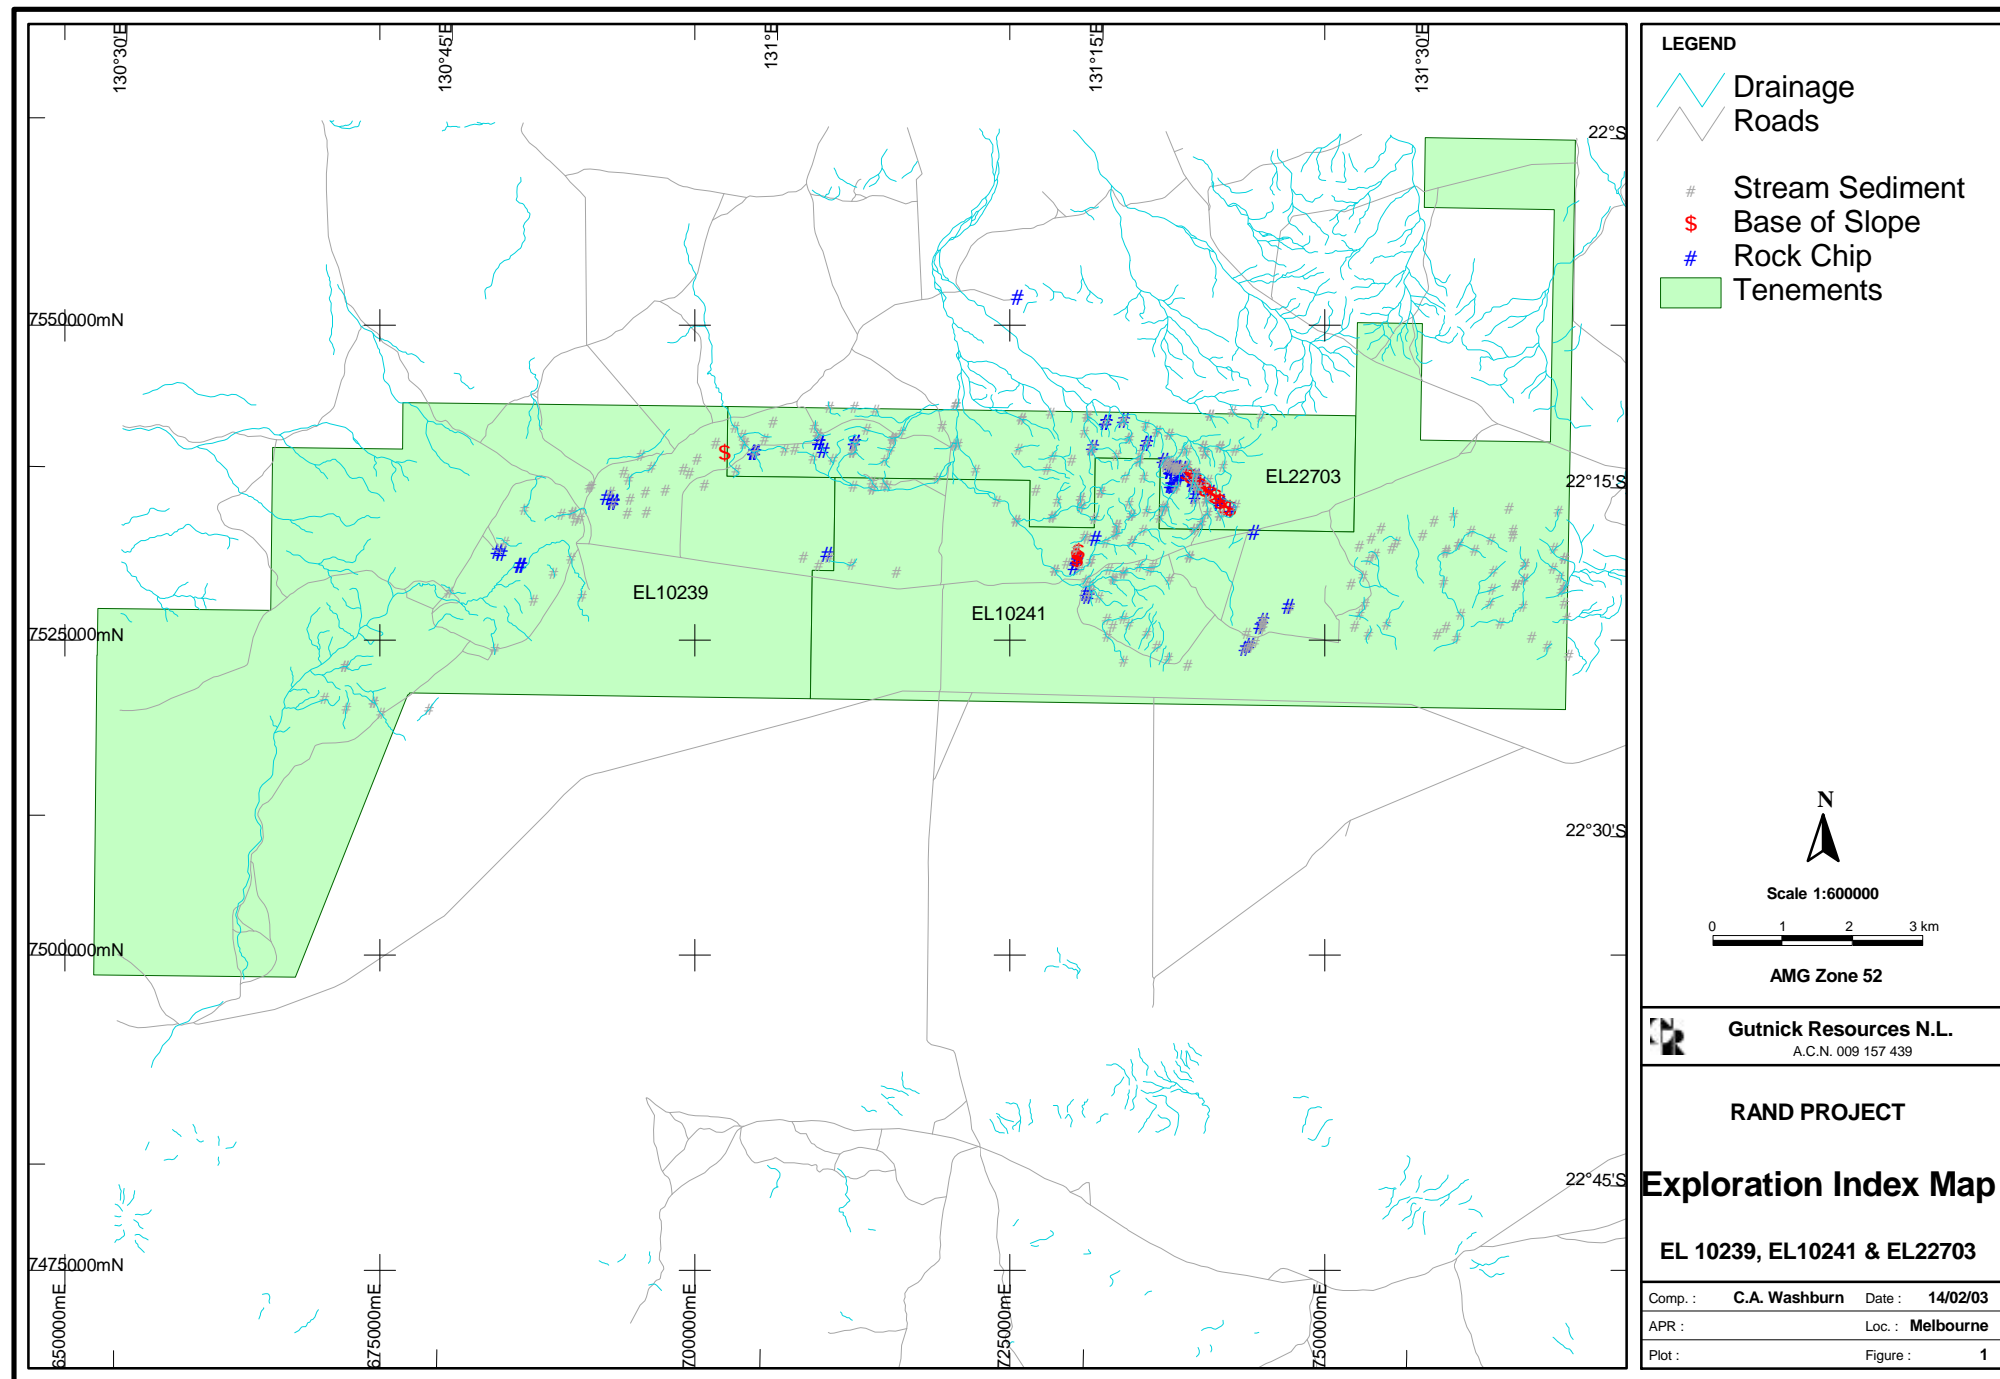 130°30'E
130°45'E
131°E
131°15'E
131°30'E
22°S
7550000mN
22°15'S
EL22703
EL10239
EL10241
7525000mN
22°30'S
7500000mN
22°45'S
7475000mN
650000mE
675000mE
700000mE
725000mE
750000mE
LEGEND
Drainage
Roads
# Stream Sediment
$ Base of Slope
# Rock Chip
Tenements
N
Scale 1:600000
0 1 2 3 km
AMG Zone 52
Gutnick Resources N.L.
A.C.N. 009 157 439
RAND PROJECT
Exploration Index Map
EL 10239, EL10241 & EL22703
Comp. : C.A. Washburn Date : 14/02/03
APR : Loc. : Melbourne
Plot : Figure : 1